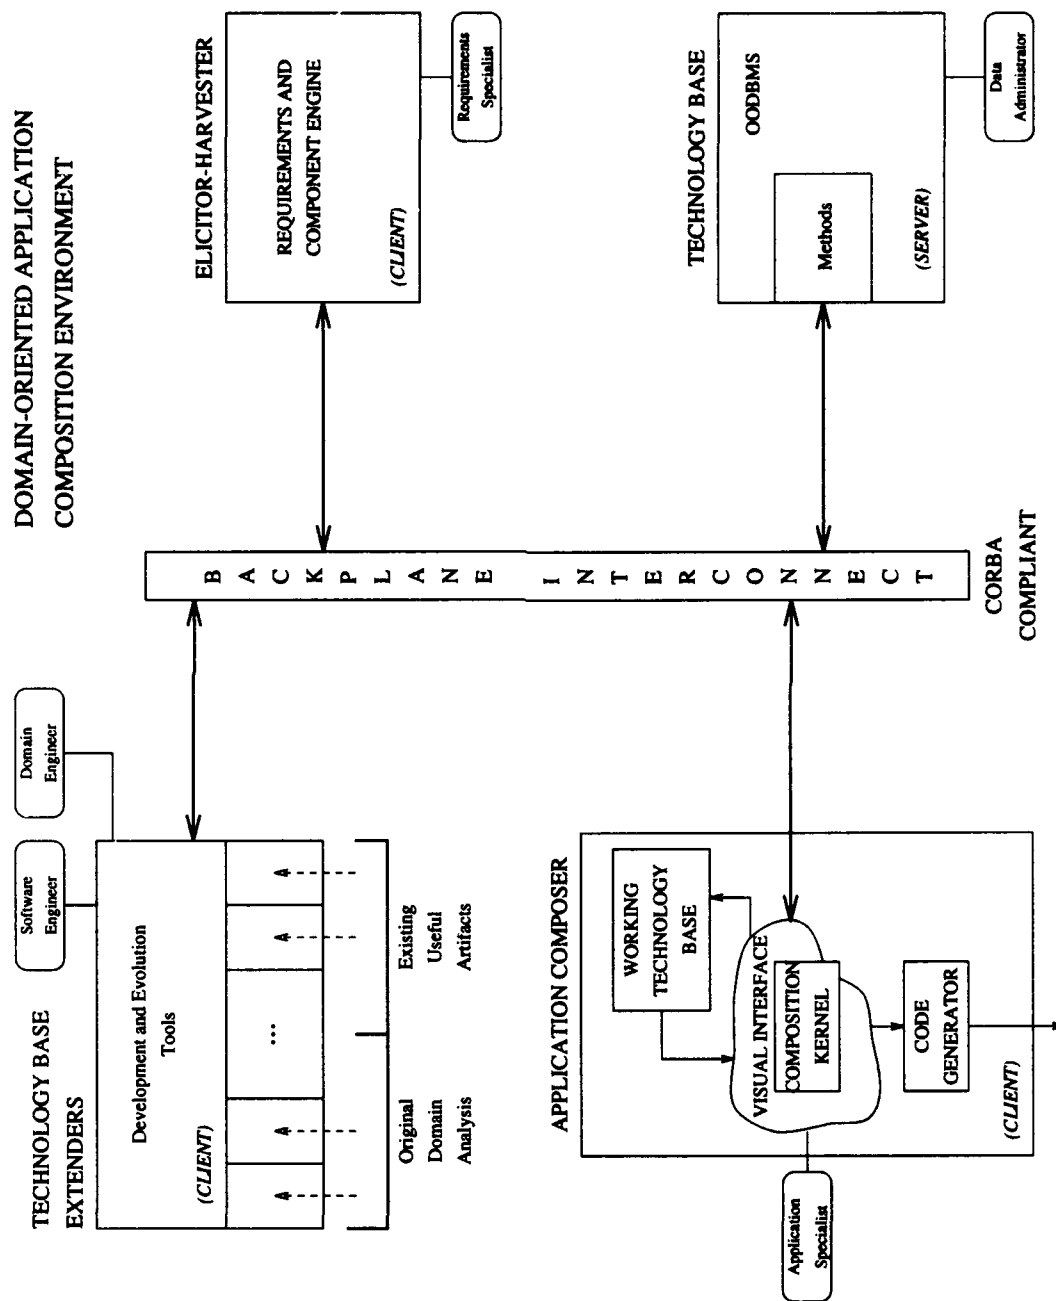 DOMAIN-ORIENTED APPLICATION
COMPOSITION ENVIRONMENT
TECHNOLOGY BASE
EXTENDERS
Software
Engineer
Domain
Engineer
Development and Evolution
Tools
(CLIENT)
...
Original
Domain
Analysis
Existing
Useful
Artifacts
ELICITOR-HARVESTER
REQUIREMENTS AND
COMPONENT ENGINE
(CLIENT)
Requirements
Specialist
BACKPLANE INTERCONNECT
CORBA
COMPLIANT
APPLICATION COMPOSER
WORKING
TECHNOLOGY
BASE
VISUAL INTERFACE
COMPOSITION
KERNEL
CODE
GENERATOR
(CLIENT)
Application
Specialist
TECHNOLOGY BASE
OODBMS
Methods
(SERVER)
Data
Administrator